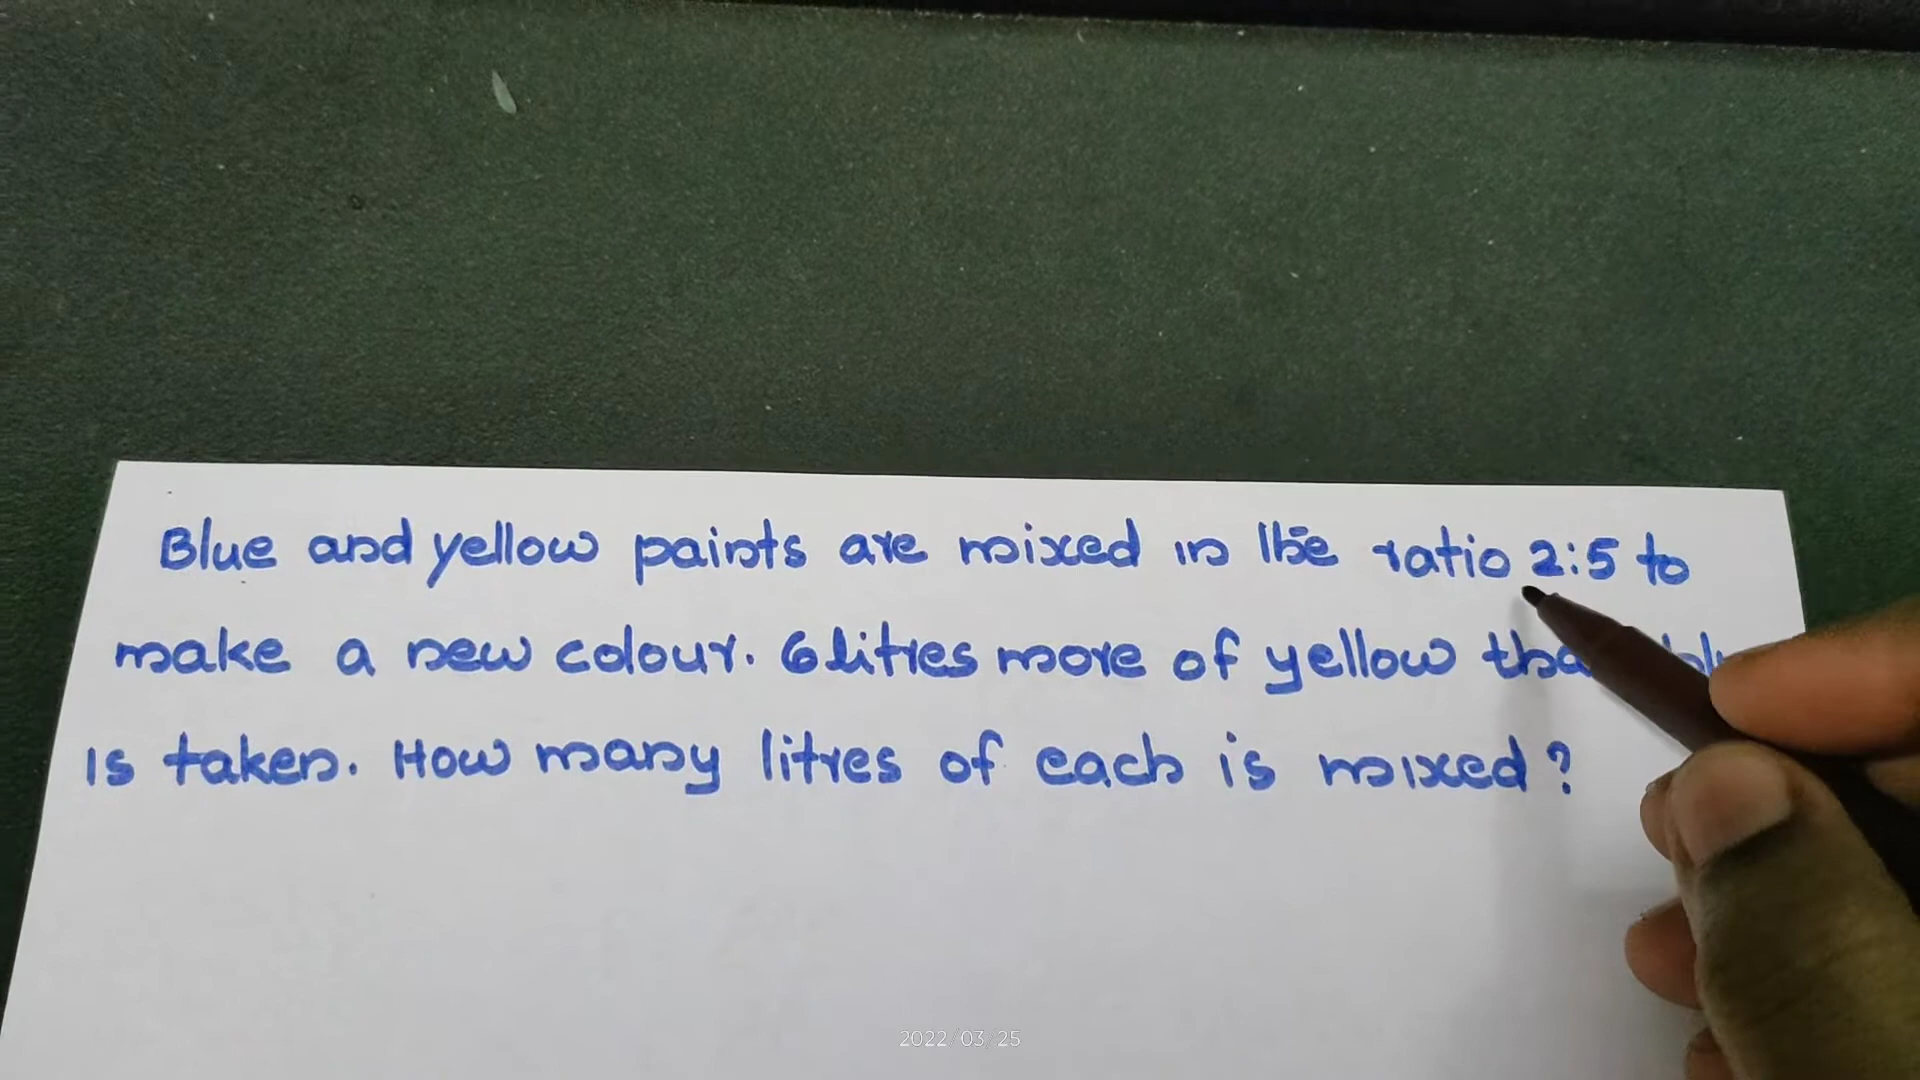 Blue and yellow paints are mixed in the ratio 2:5 to
make a new colour. 6 litres more of yellow
is taken. How many litres of each is mixed?
2022/03/25